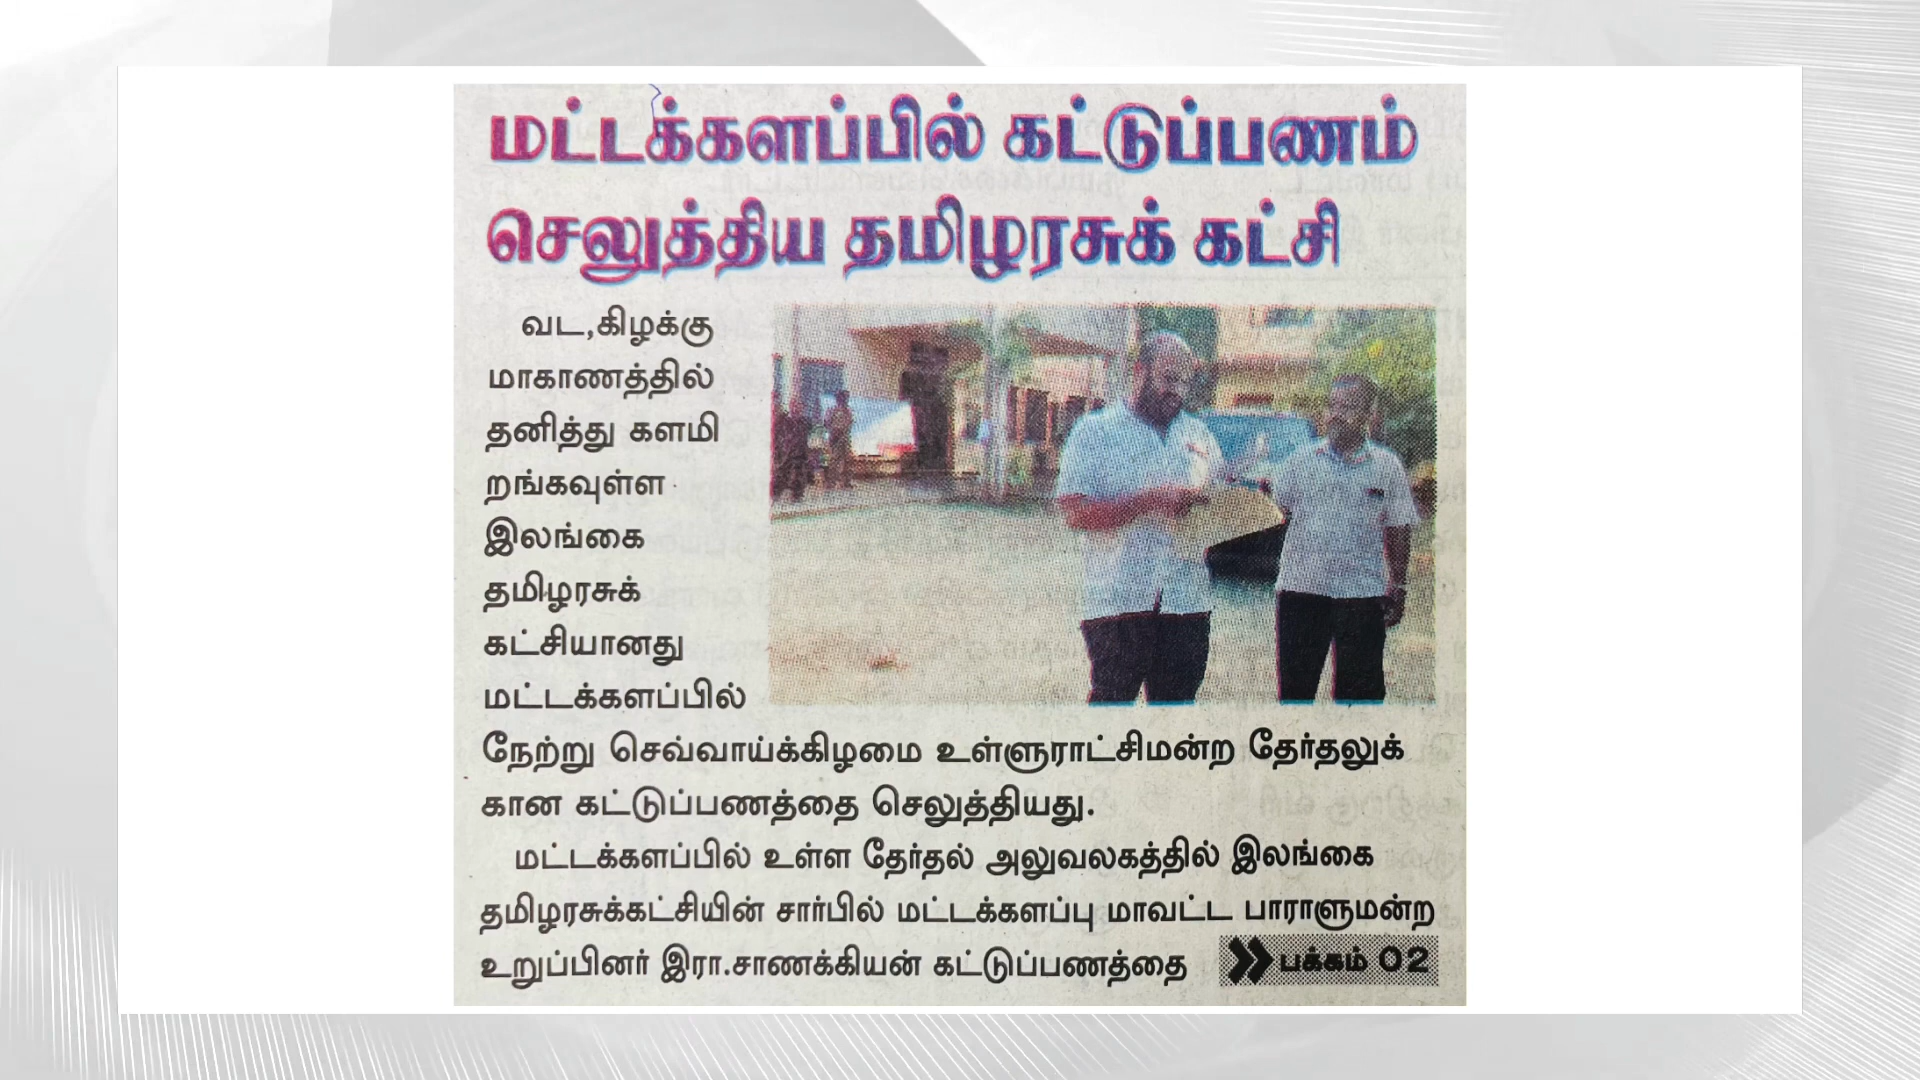 மட்டக்களப்பில் கட்டுப்பணம்
செலுத்திய தமிழரசுக் கட்சி
வட,கிழக்கு
மாகாணத்தில்
தனித்து களமி
றங்கவுள்ள
இலங்கை
தமிழரசுக்
கட்சியானது
மட்டக்களப்பில்
நேற்று செவ்வாய்க்கிழமை உள்ளுராட்சிமன்ற தேர்தலுக்
கான கட்டுப்பணத்தை செலுத்தியது.
மட்டக்களப்பில் உள்ள தேர்தல் அலுவலகத்தில் இலங்கை
தமிழரசுக்கட்சியின் சார்பில் மட்டக்களப்பு மாவட்ட பாராளுமன்ற
உறுப்பினர் இரா.சாணக்கியன் கட்டுப்பணத்தை
பக்கம் 02